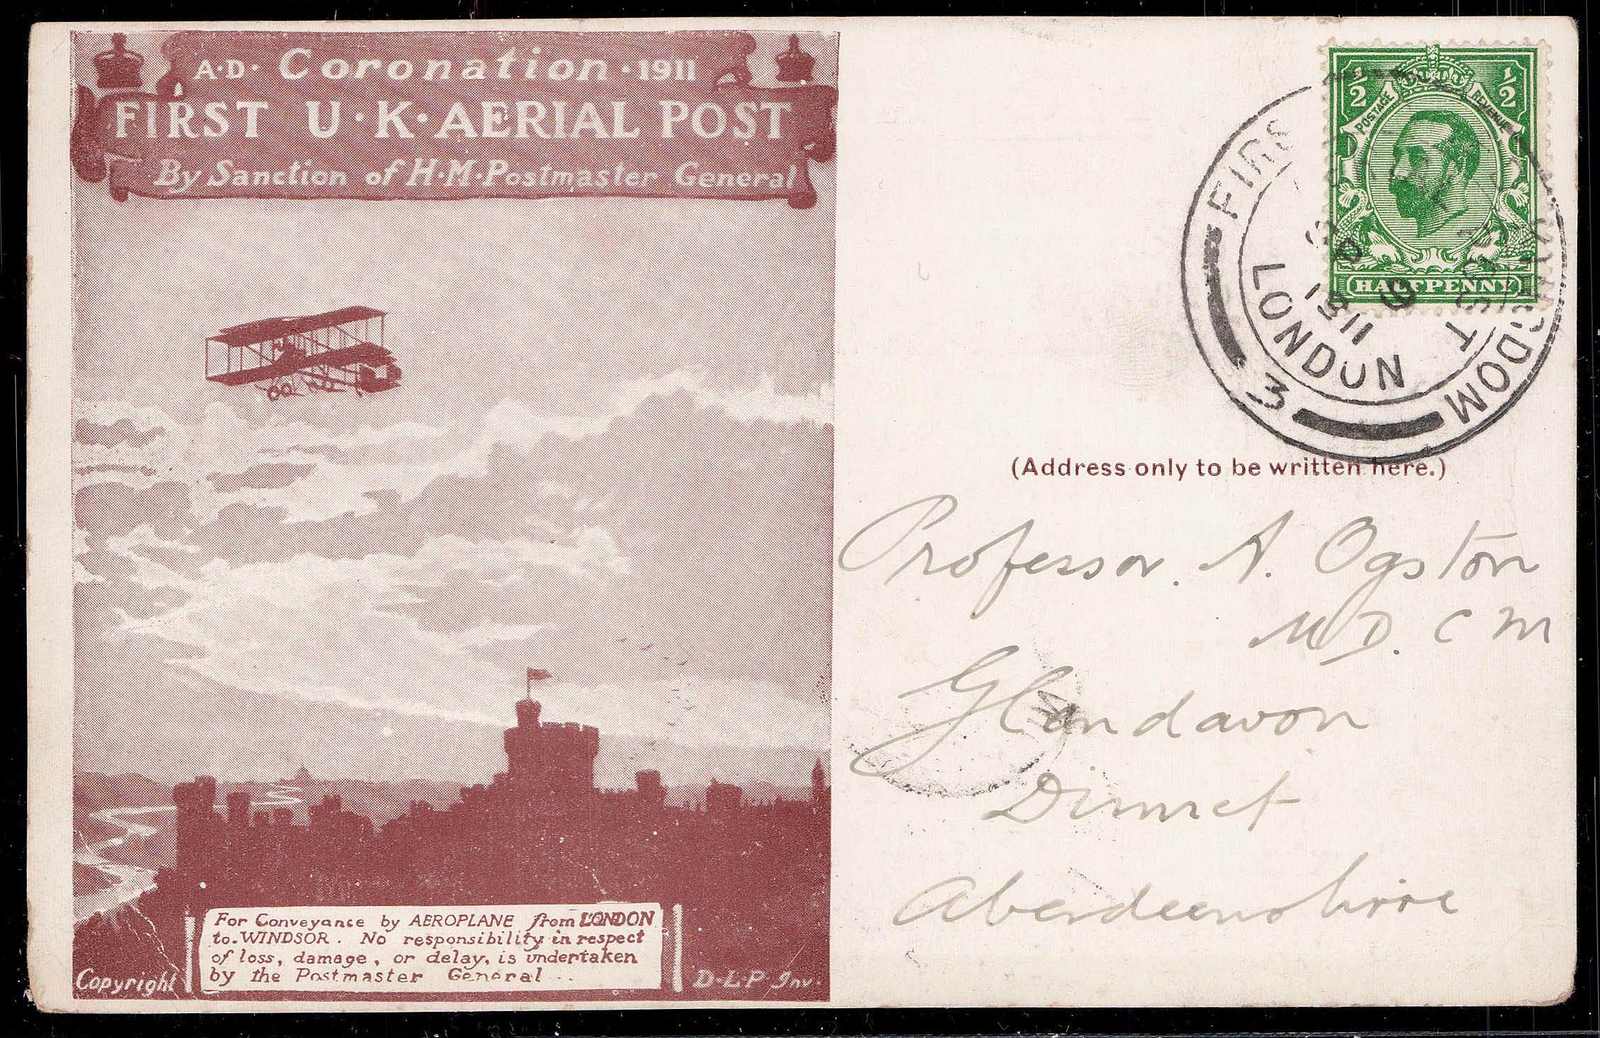 A·D· Coronation ·1911
FIRST U·K·AERIAL POST
By Sanction of H·M·Postmaster General
½ ½
POSTAGE REVENUE
HALFPENNY
FIRST KINGDOM
1911
LONDON
3
(Address only to be written here.)
Professor. A. Ogston
M.D. C M
Glendavon
Dinnet
Aberdeenshire
For Conveyance by AEROPLANE from LONDON
to WINDSOR. No responsibility in respect
of loss, damage, or delay, is undertaken
by the Postmaster General...
Copyright
D·L·P·Inv·